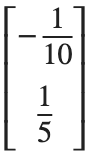 [ -1/10 ]
[ 1/5 ]